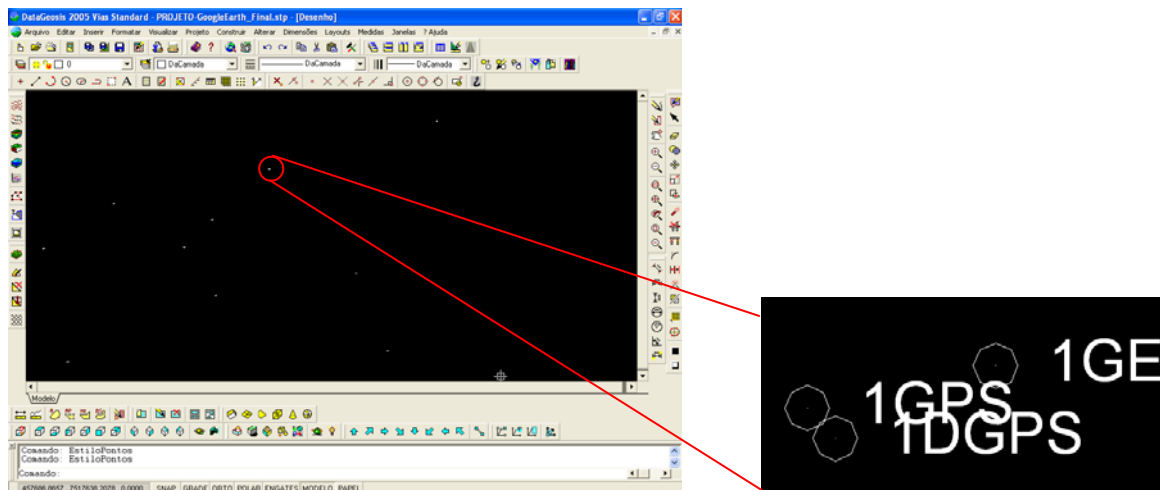 DataGeosis 2005 Vias Standard - PROJETO-GoogleEarth_Final.stp - [Desenho]
Arquivo Editar Inserir Formatar Visualizar Projeto Construir Alterar Dimensões Layouts Medidas Janelas ? Ajuda
0 DaCamada DaCamada DaCamada
1GE
1GPS
1DGPS
Modelo
Comando: EstiloPontos
Comando: EstiloPontos
Comando:
SNAP GRADE ORTO POLAR ENGATES MODELO PAPEL